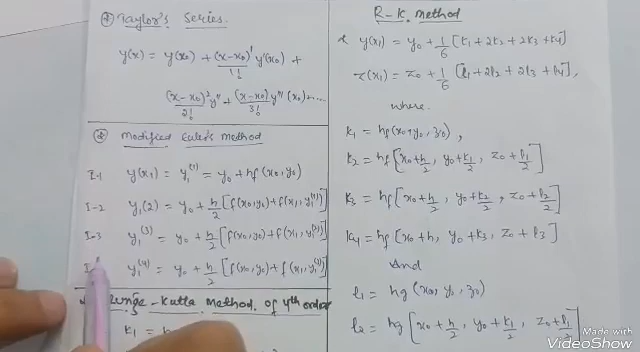 ① Taylor's Series.
y(x) = y(x0) + (x-x0)'/1! y'(x0) +
(x-x0)²/2! y'' + (x-x0)/3! y''' (x0) + ....
② Modified Euler's method
I-1 y(x1) = y1^(1) = y0 + hf(x0, y0)
I-2 y1(2) = y0 + h/2 [f(x0,y0) + f(x1, y1^(1))]
I-3 y1^(3) = y0 + h/2 [f(x0,y0) + f(x1, y1^(2))]
y1^(4) = y0 + h/2 [f(x0,y0) + f(x1, y1^(3))]
Runge-Kutta Method of 4th order
K1 =
R-K. method
y(x1) = y0 + 1/6 [K1 + 2K2 + 2K3 + K4]
z(x1) = z0 + 1/6 [l1 + 2l2 + 2l3 + l4],
where.
K1 = hf(x0+y0, z0),
K2 = hf[x0 + h/2, y0 + K1/2, z0 + l1/2]
K3 = hf[x0 + h/2, y0 + K2/2, z0 + l2/2]
K4 = hf[x0 + h, y0 + K3, z0 + l3]
And
l1 = hg(x0, y0, z0)
l2 = hg[x0 + h/2, y0 + K1/2, z0 + l1/2]
Made with
VideoShow